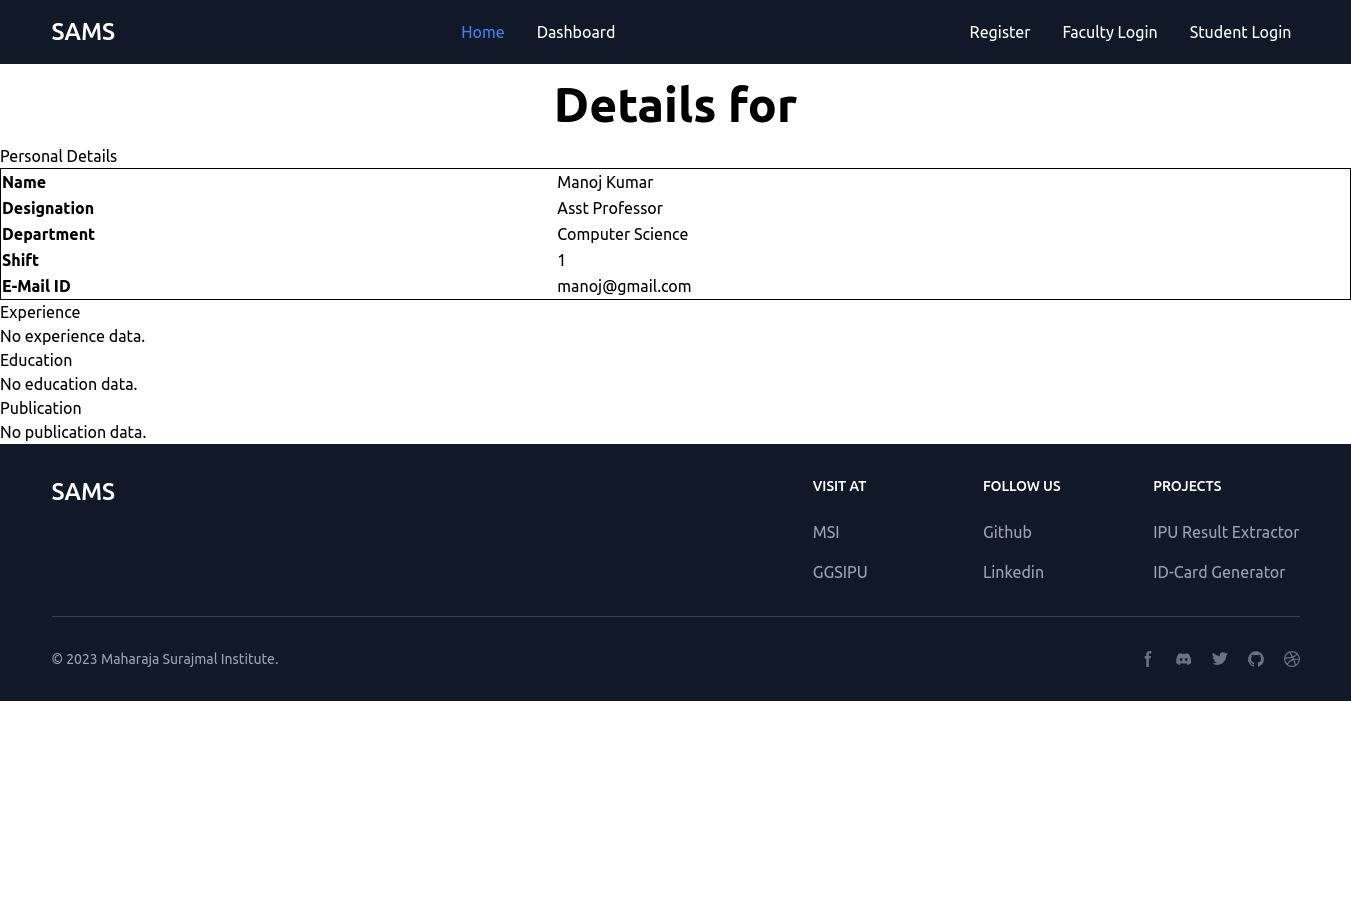 SAMS Home Dashboard Register Faculty Login Student Login
Details for
Personal Details
Name Manoj Kumar
Designation Asst Professor
Department Computer Science
Shift 1
E-Mail ID manoj@gmail.com
Experience
No experience data.
Education
No education data.
Publication
No publication data.
SAMS VISIT AT FOLLOW US PROJECTS
MSI Github IPU Result Extractor
GGSIPU Linkedin ID-Card Generator
© 2023 Maharaja Surajmal Institute.